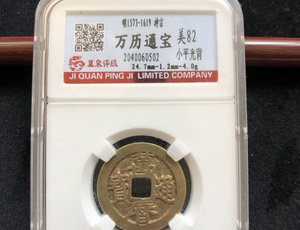 明1573-1619 神宗
万历通宝 美82
2040060502 小平光背
冀泉评级 24.7mm-1.2mm-4.0g
JI QUAN PING JI LIMITED COMPANY
萬
寶 通
曆